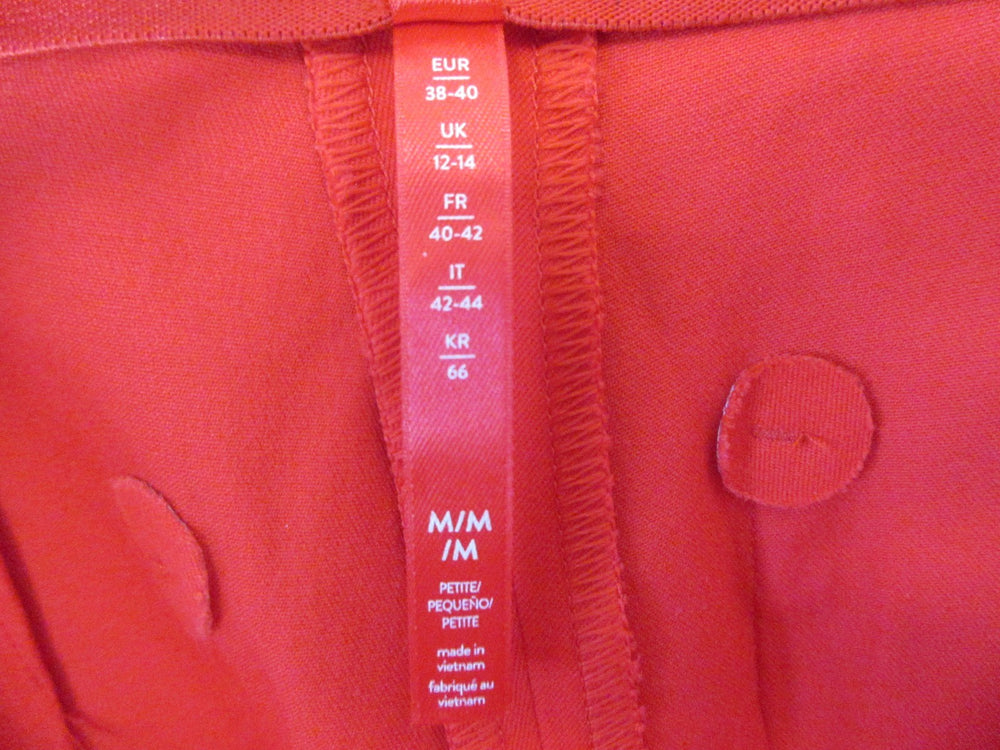 EUR
38-40
UK
12-14
FR
40-42
IT
42-44
KR
66
M/M
/M
PETITE/
PEQUEÑO/
PETITE
made in
vietnam
fabriqué au
vietnam